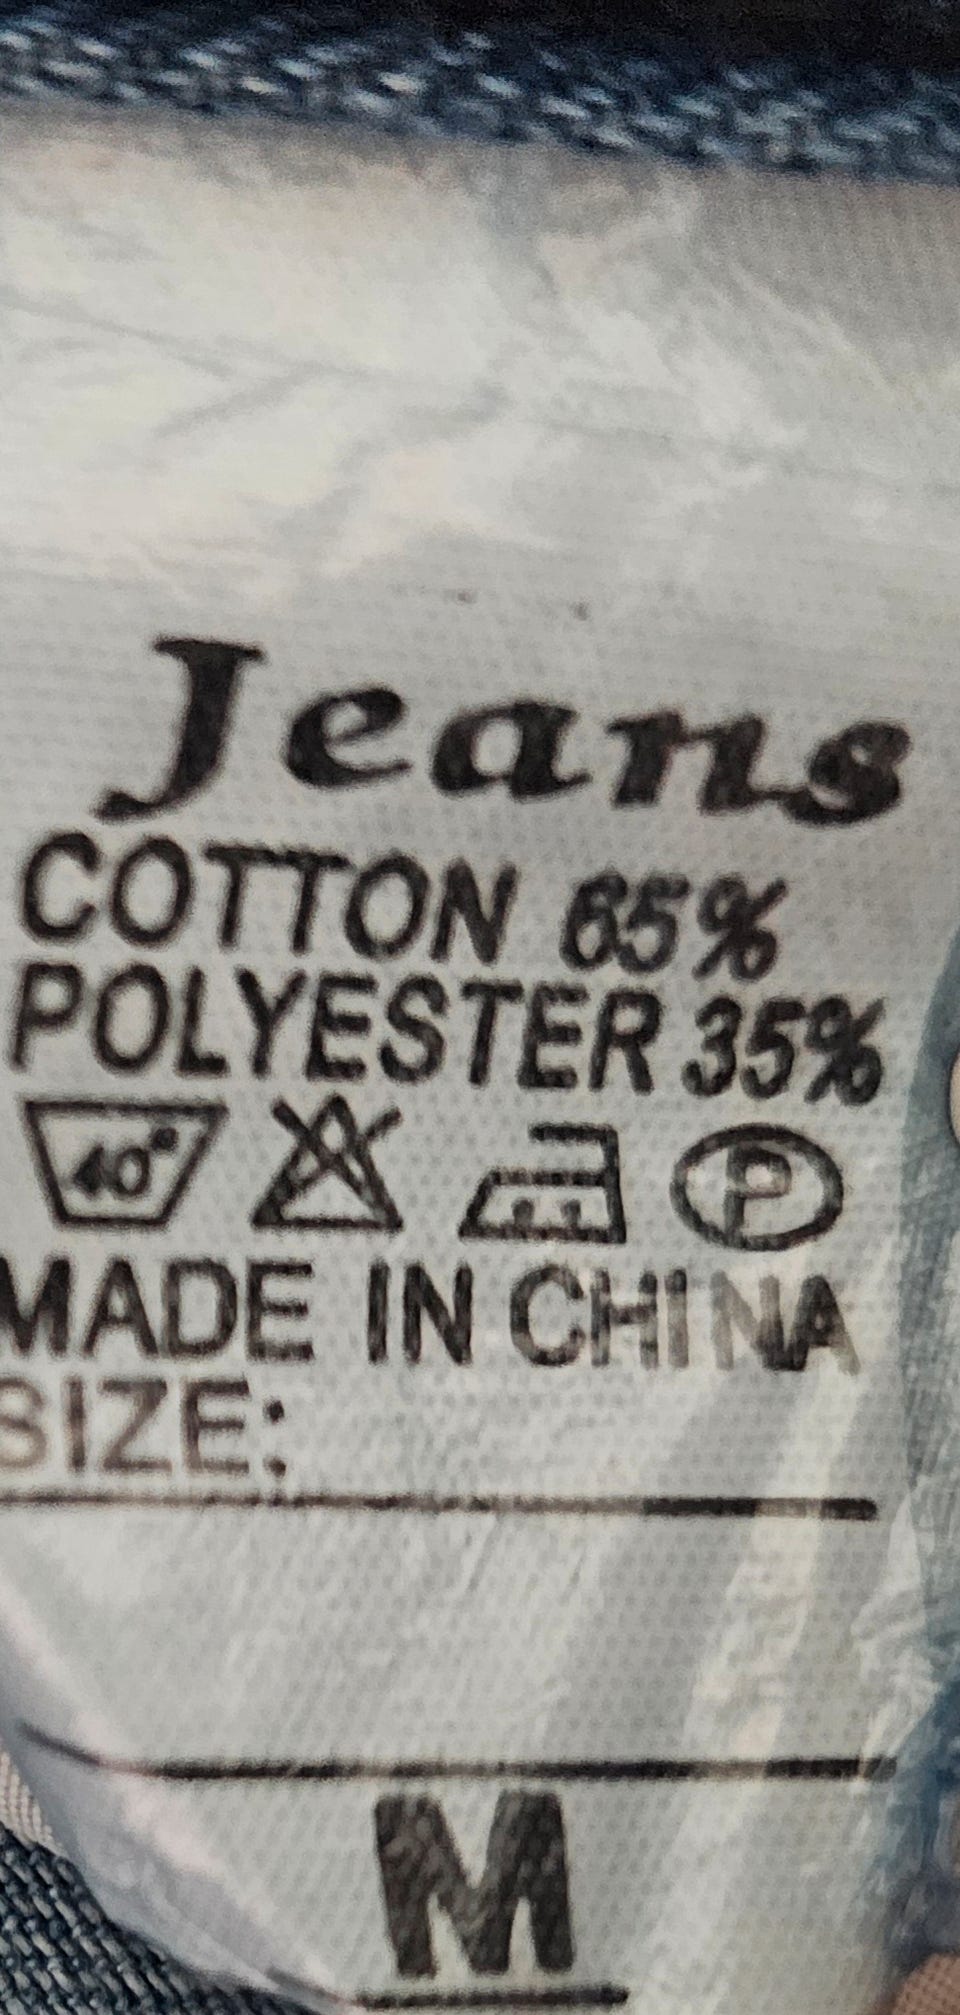 Jeans
COTTON 65%
POLYESTER 35%
40° P
MADE IN CHINA
SIZE:
M